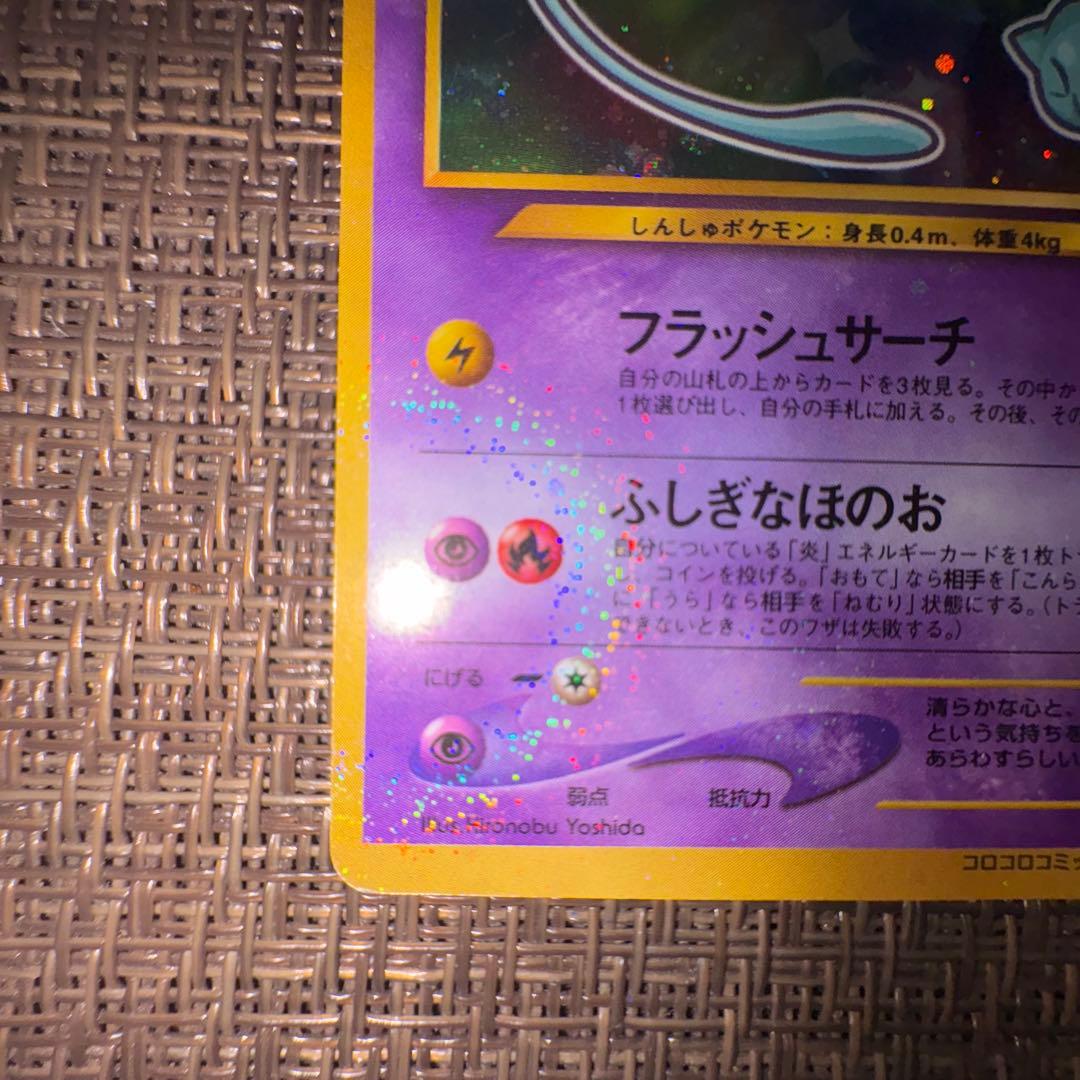 しんしゅポケモン：身長0.4m、体重4kg
フラッシュサーチ
自分の山札の上からカードを3枚見る。その中か
1枚選び出し、自分の手札に加える。その後、その
ふしぎなほのお
自分についている「炎」エネルギーカードを1枚ト
し、コインを投げる。「おもて」なら相手を「こんら
に、「うら」なら相手を「ねむり」状態にする。（ト
できないとき、このワザは失敗する。）
にげる
清らかな心と、
という気持ちを
あらわすらしい
弱点 抵抗力
Illus. Hironobu Yoshida
コロコロコミッ